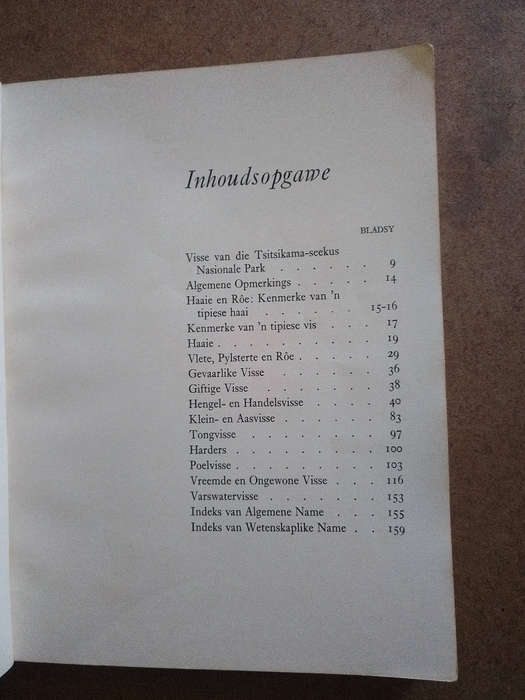 Inhoudsopgawe
BLADSY
Visse van die Tsitsikama-seekus
Nasionale Park . . . . . . 9
Algemene Opmerkings . . . . . 14
Haaie en Rôe: Kenmerke van 'n
tipiese haai . . . . . . 15-16
Kenmerke van 'n tipiese vis . . . 17
Haaie . . . . . . . . . 19
Vlete, Pylsterte en Rôe . . . . . 29
Gevaarlike Visse . . . . . . 36
Giftige Visse . . . . . . . 38
Hengel- en Handelsvisse . . . . 40
Klein- en Aasvisse . . . . . . 83
Tongvisse . . . . . . . . 97
Harders . . . . . . . . 100
Poelvisse . . . . . . . . 103
Vreemde en Ongewone Visse . . . 116
Varswatervisse . . . . . . 153
Indeks van Algemene Name . . . 155
Indeks van Wetenskaplike Name . . 159